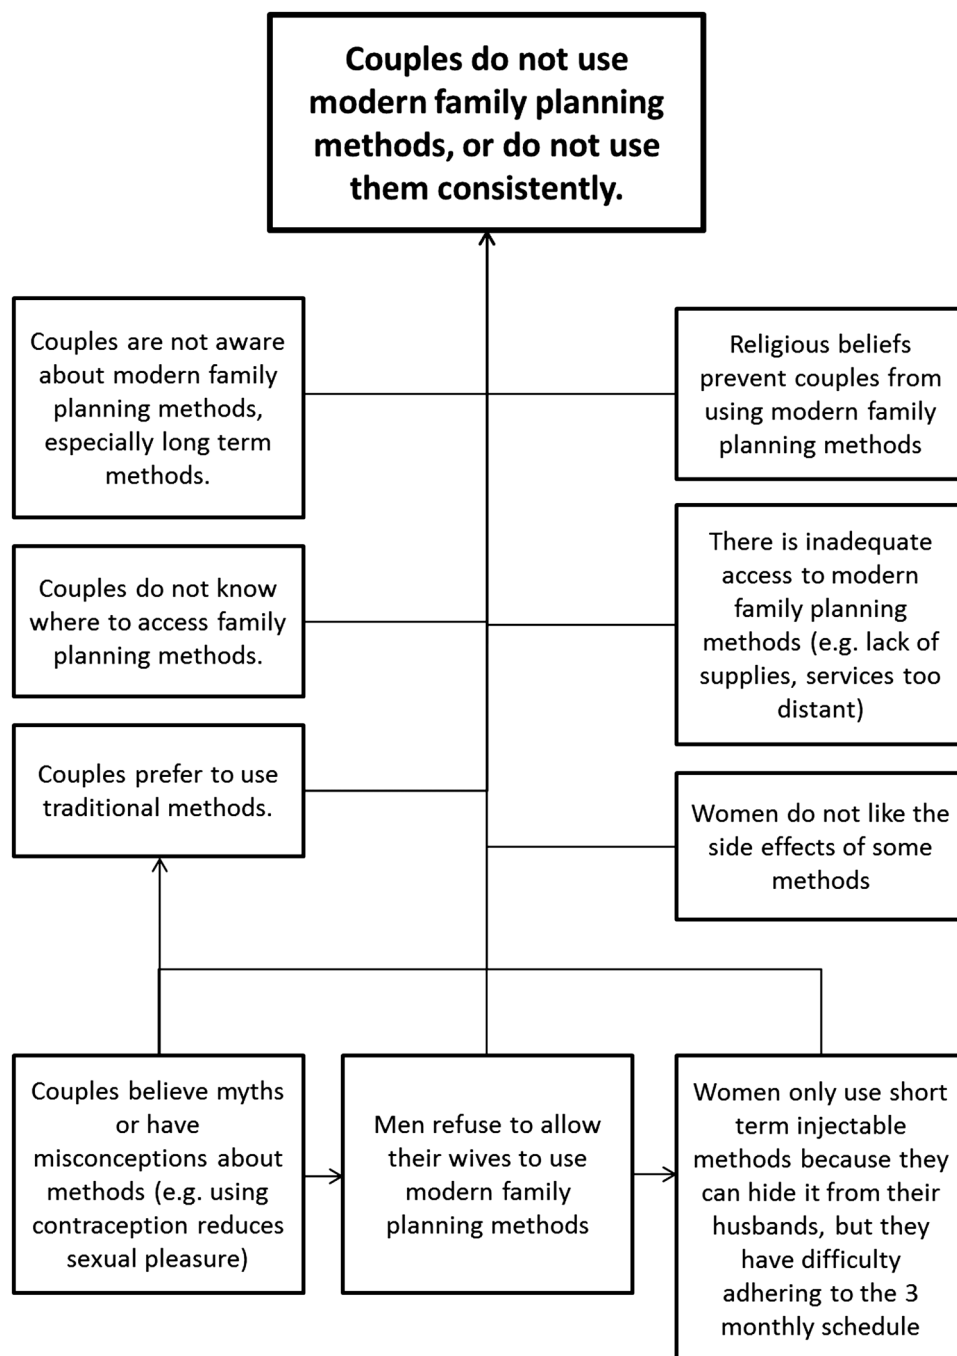 Couples do not use
modern family planning
methods, or do not use
them consistently.
Couples are not aware
about modern family
planning methods,
especially long term
methods.
Religious beliefs
prevent couples from
using modern family
planning methods
Couples do not know
where to access family
planning methods.
There is inadequate
access to modern
family planning
methods (e.g. lack of
supplies, services too
distant)
Couples prefer to use
traditional methods.
Women do not like the
side effects of some
methods
Couples believe myths
or have
misconceptions about
methods (e.g. using
contraception reduces
sexual pleasure)
Men refuse to allow
their wives to use
modern family
planning methods
Women only use short
term injectable
methods because they
can hide it from their
husbands, but they
have difficulty
adhering to the 3
monthly schedule